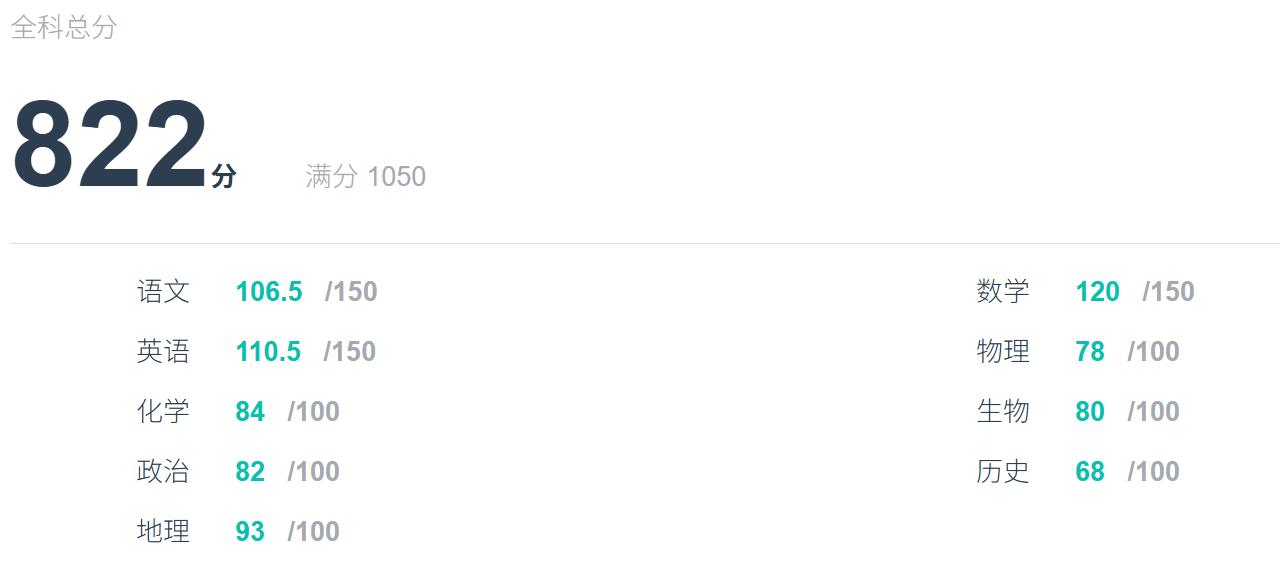 全科总分
822分 满分 1050
语文 106.5 /150 数学 120 /150
英语 110.5 /150 物理 78 /100
化学 84 /100 生物 80 /100
政治 82 /100 历史 68 /100
地理 93 /100